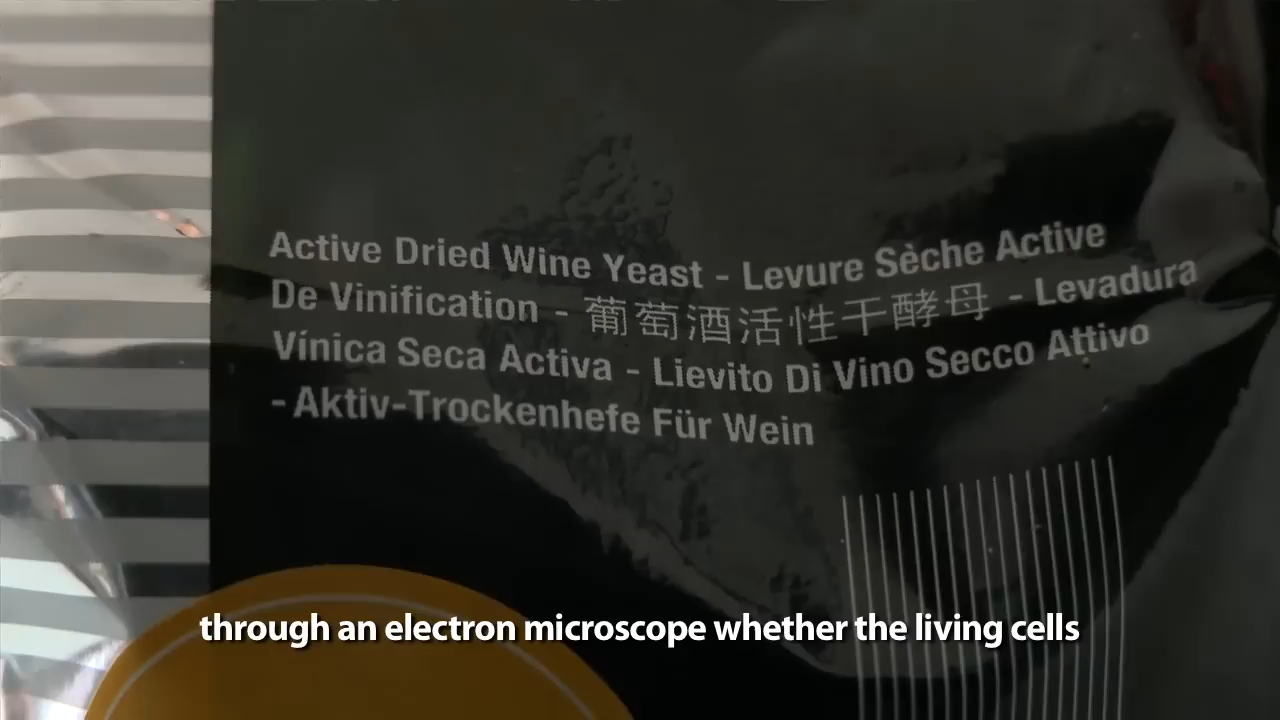 Active Dried Wine Yeast - Levure Sèche Active
De Vinification - 葡萄酒活性干酵母 - Levadura
Vínica Seca Activa - Lievito Di Vino Secco Attivo
- Aktiv-Trockenhefe Für Wein
through an electron microscope whether the living cells